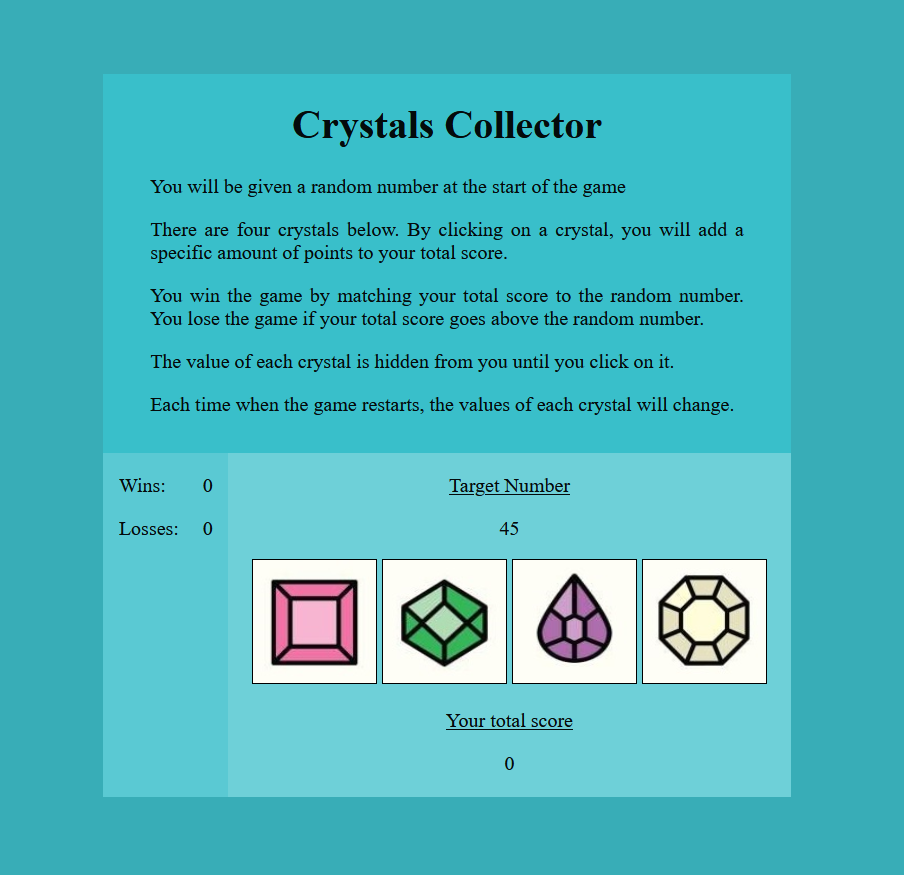 Crystals Collector
You will be given a random number at the start of the game
There are four crystals below. By clicking on a crystal, you will add a
specific amount of points to your total score.
You win the game by matching your total score to the random number.
You lose the game if your total score goes above the random number.
The value of each crystal is hidden from you until you click on it.
Each time when the game restarts, the values of each crystal will change.
Wins: 0
Losses: 0
Target Number
45
Your total score
0